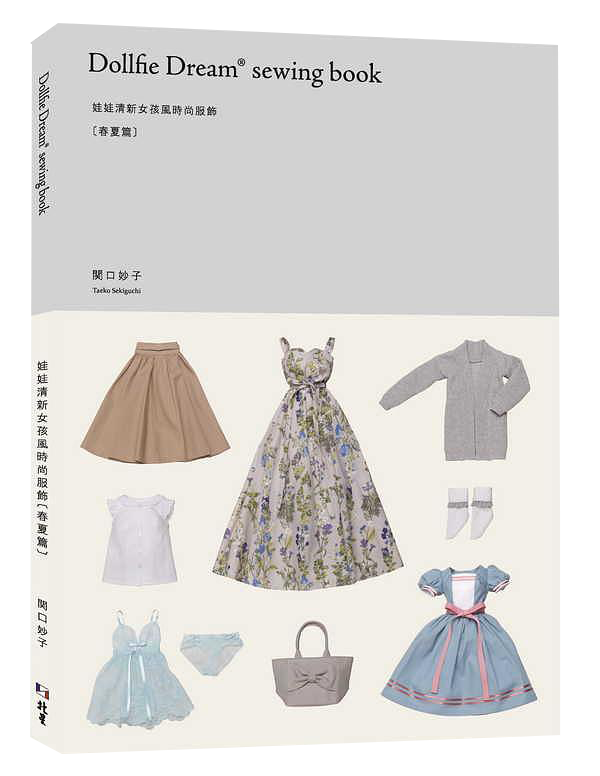 Dollfie Dream® sewing book
娃娃清新女孩風時尚服飾
〔春夏篇〕
関口妙子
Taeko Sekiguchi
Dollfie Dream® sewing book
娃娃清新女孩風時尚服飾〔春夏篇〕
関口妙子
北星